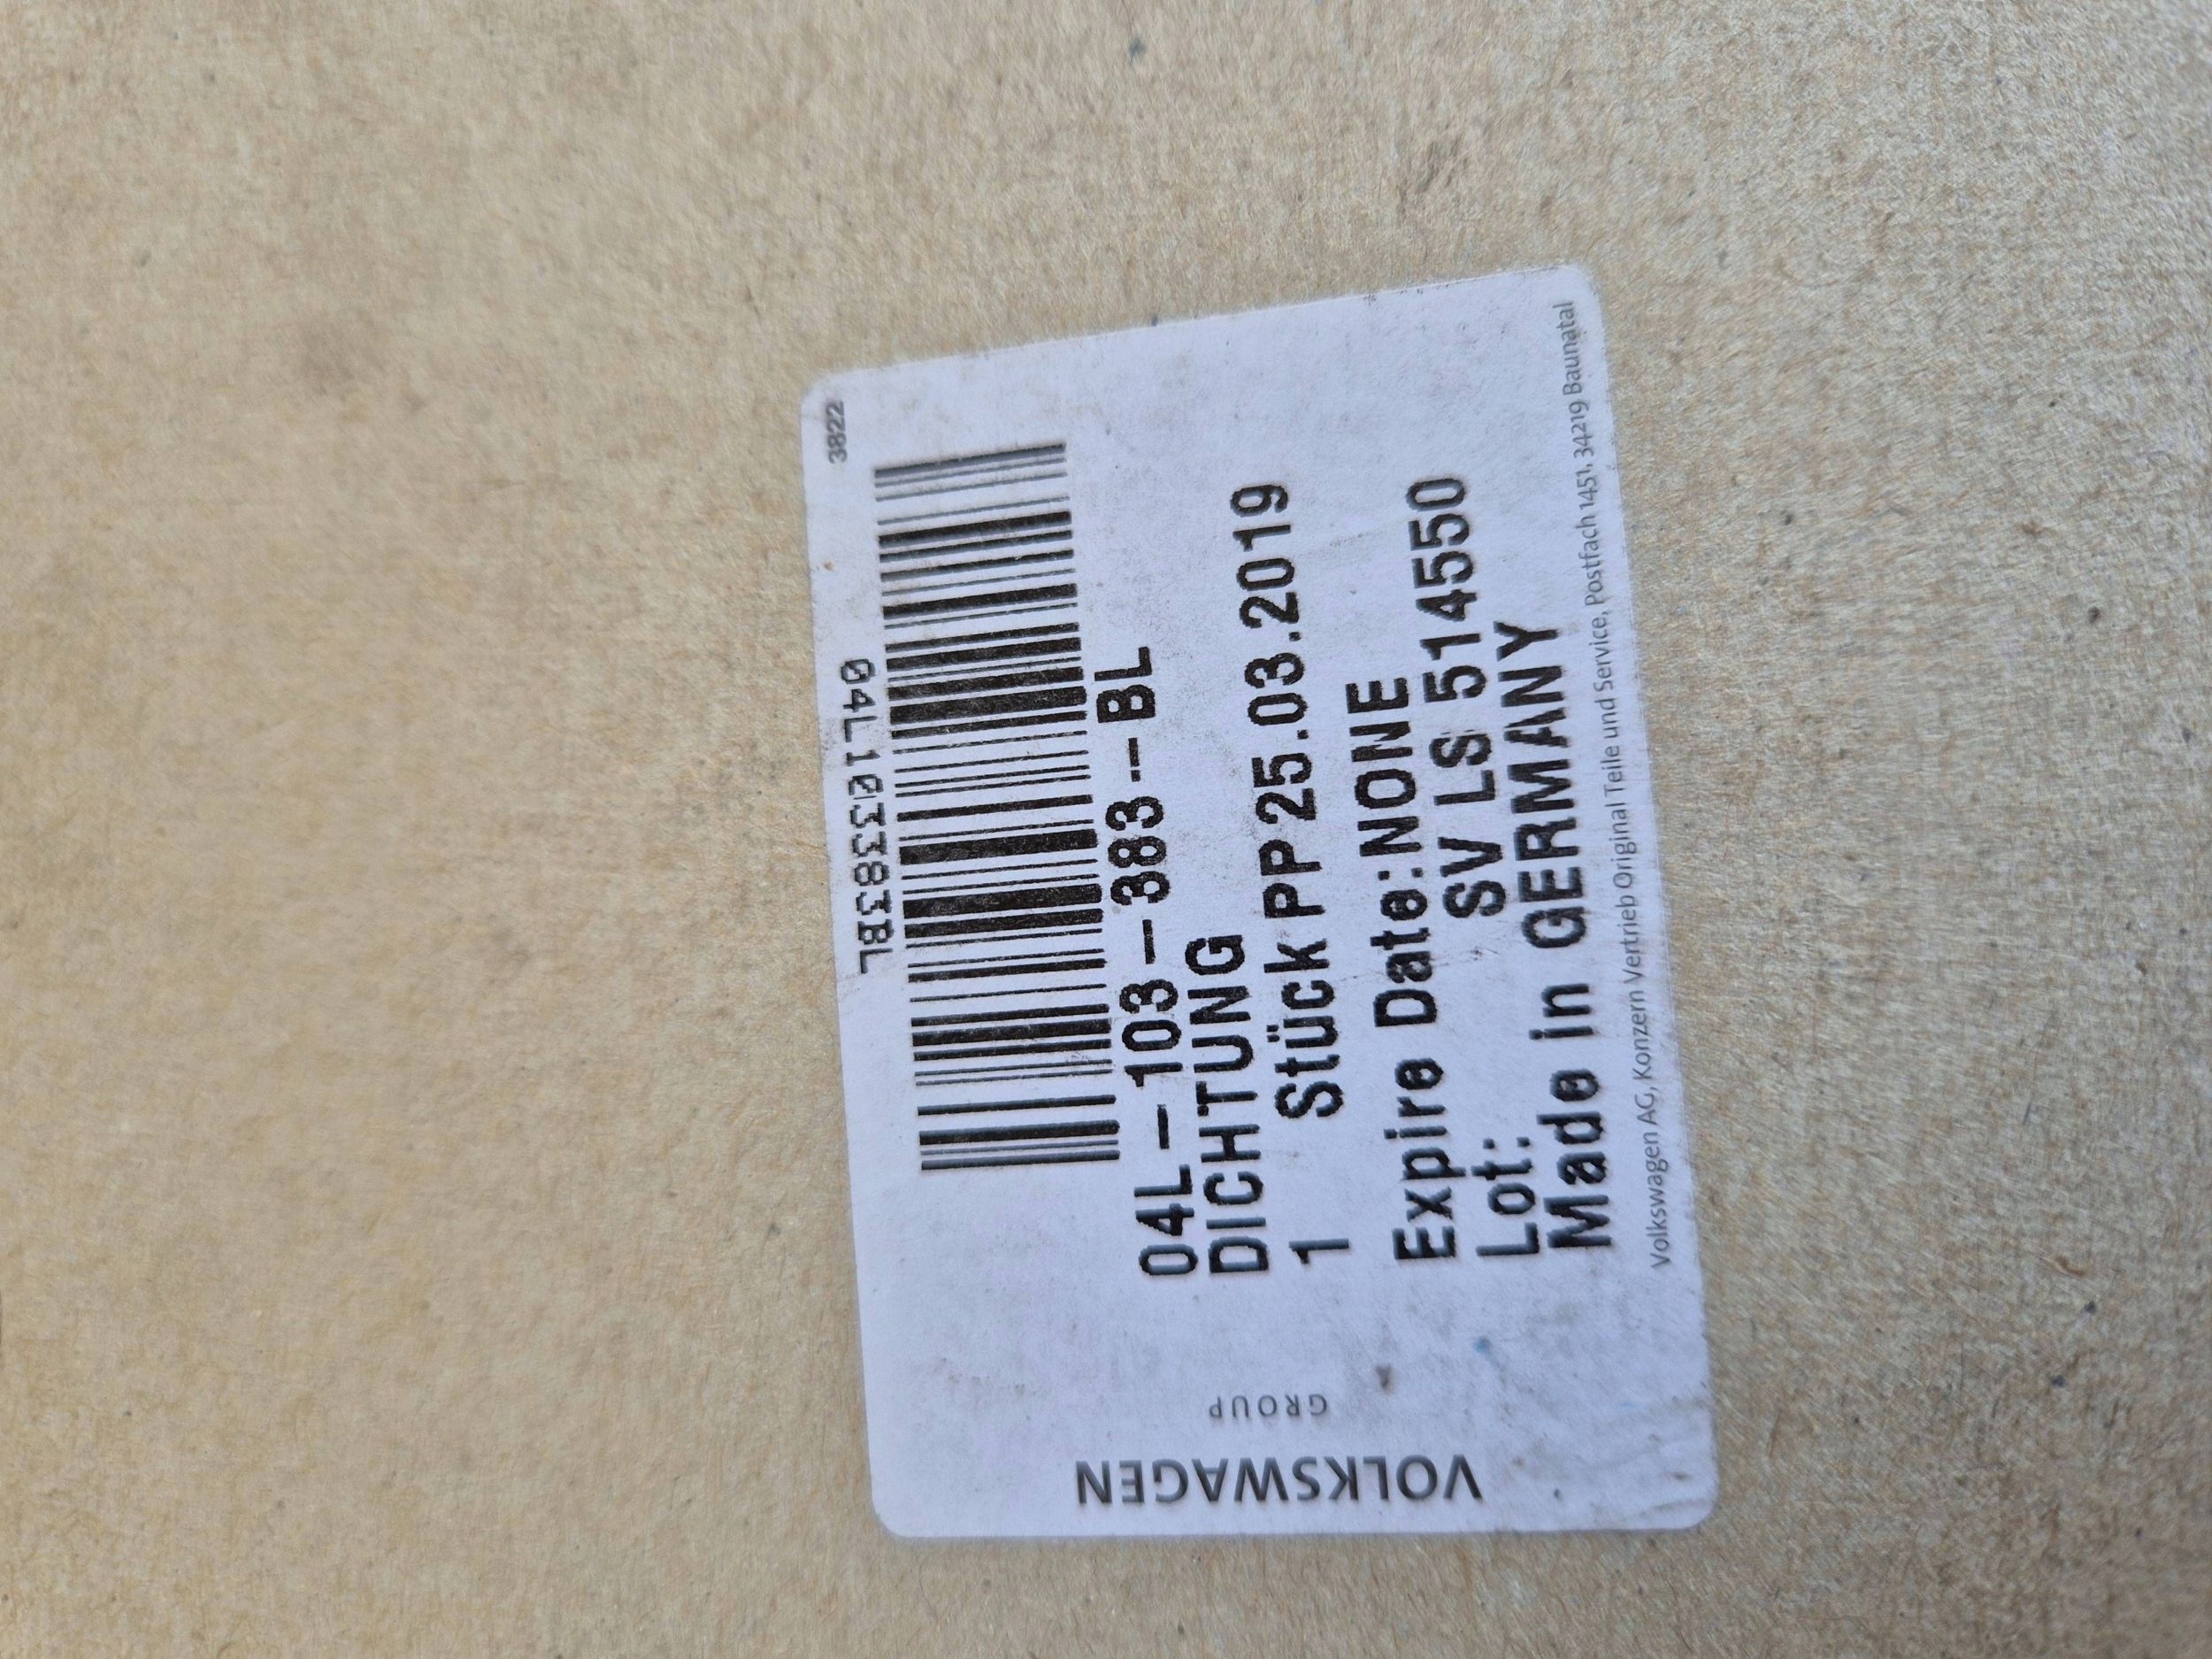 3822
04L103383BL
04L-103-383--BL
DICHTUNG
1 Stück PP 25.03.2019
Expire Date:NONE
Lot: SV LS 514550
Made in GERMANY
Volkswagen AG, Konzern Vertrieb Original Teile und Service, Postfach 1451, 34219 Baunatal
VOLKSWAGEN
GROUP